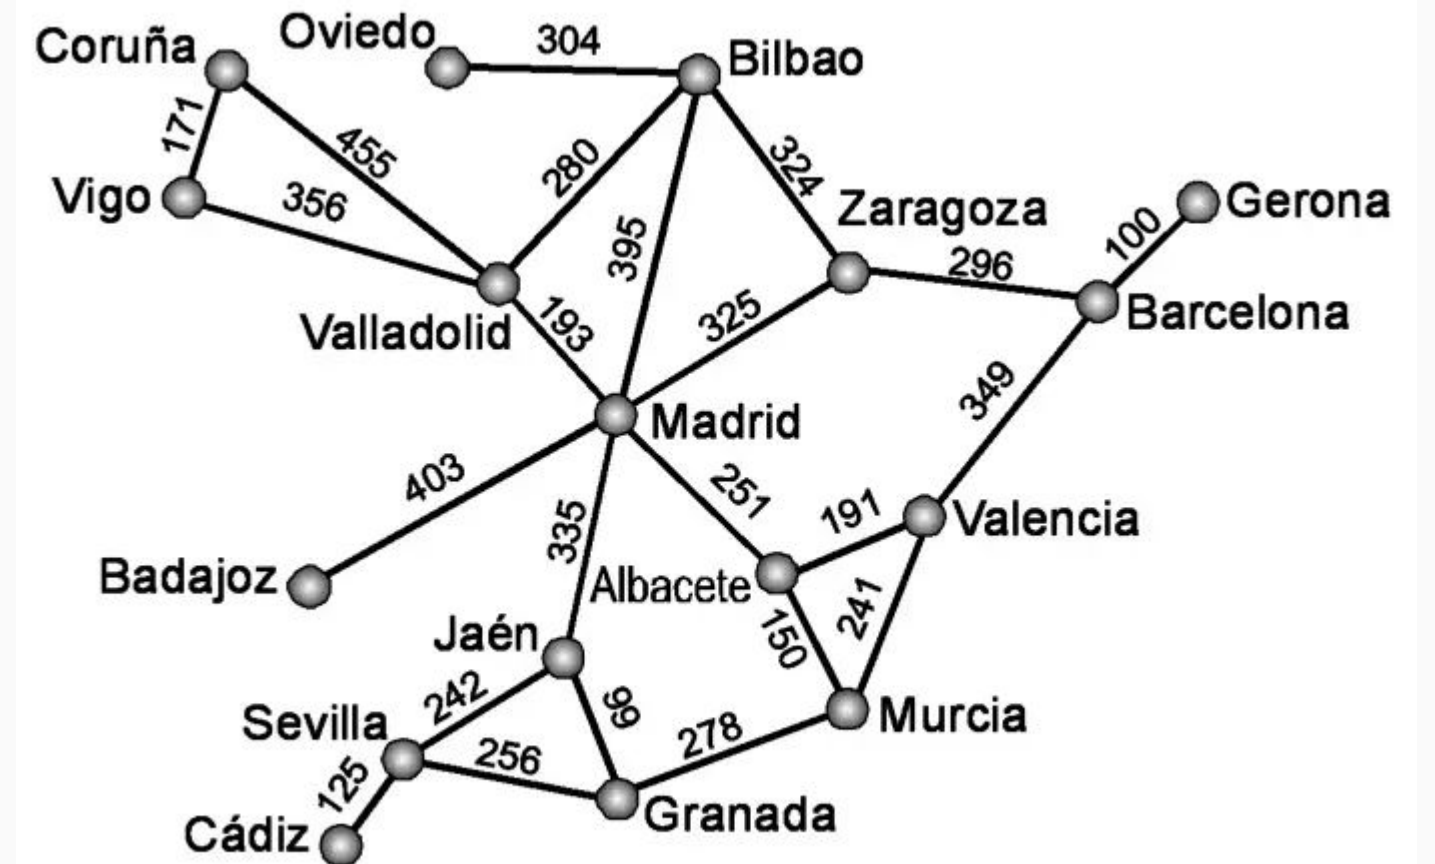 Coruña
Oviedo
304
Bilbao
171
455
280
324
Vigo
356
395
Zaragoza
Gerona
100
296
Valladolid
193
325
Barcelona
349
Madrid
403
251
191
Valencia
335
Badajoz
Albacete
241
150
Jaén
242
99
Sevilla
278
Murcia
256
125
Granada
Cádiz